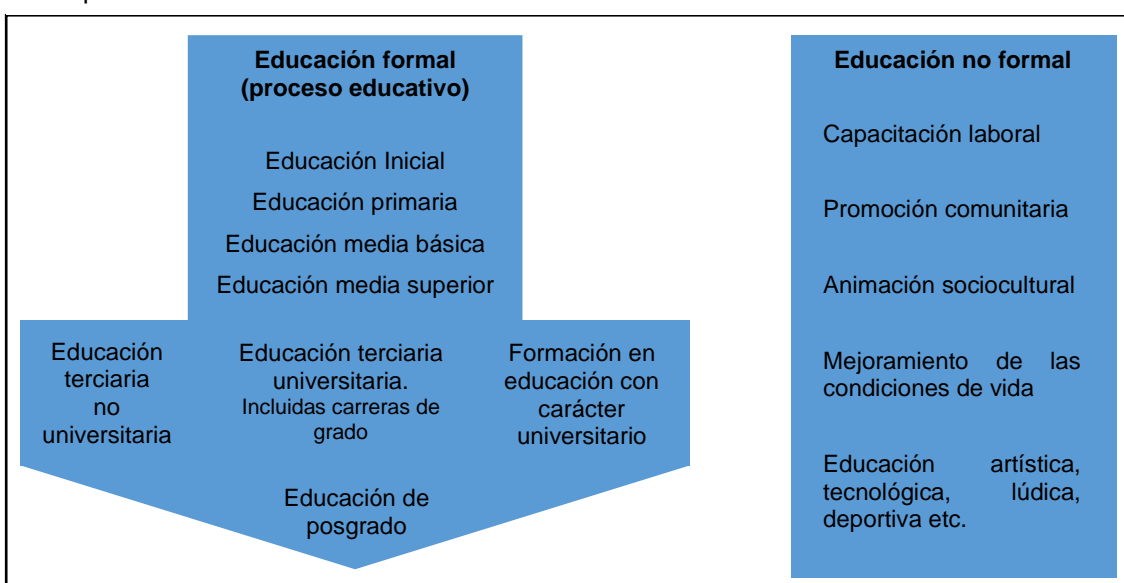 Educación formal
(proceso educativo)
Educación Inicial
Educación primaria
Educación media básica
Educación media superior
Educación
terciaria
no
universitaria
Educación terciaria
universitaria.
Incluidas carreras de
grado
Formación en
educación con
carácter
universitario
Educación de
posgrado
Educación no formal
Capacitación laboral
Promoción comunitaria
Animación sociocultural
Mejoramiento de las
condiciones de vida
Educación artística,
tecnológica, lúdica,
deportiva etc.